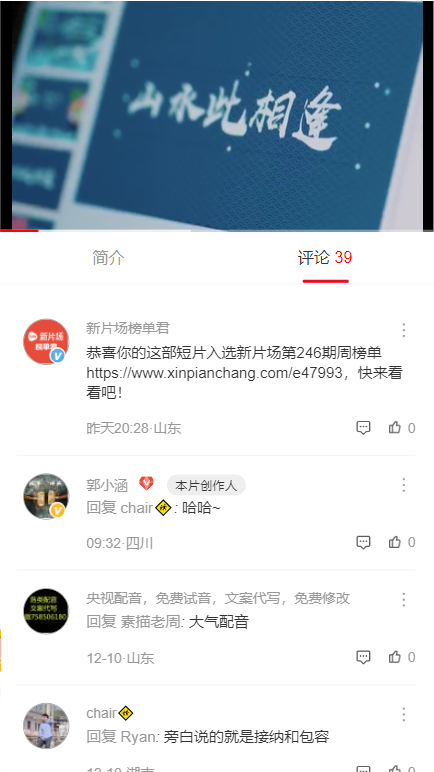 山水此相逢
简介
评论 39
新片场
榜单君
新片场榜单君
恭喜你的这部短片入选新片场第246期周榜单
https://www.xinpianchang.com/e47993，快来看
看吧！
昨天20:28·山东
0
郭小涵 本片创作人
回复 chair: 哈哈~
09:32·四川
0
各类配音
文案代写
央视配音，免费试音，文案代写，免费修改
回复 素描老周: 大气配音
12-10·山东
0
chair
回复 Ryan: 旁白说的就是接纳和包容
12-10·湖南
0